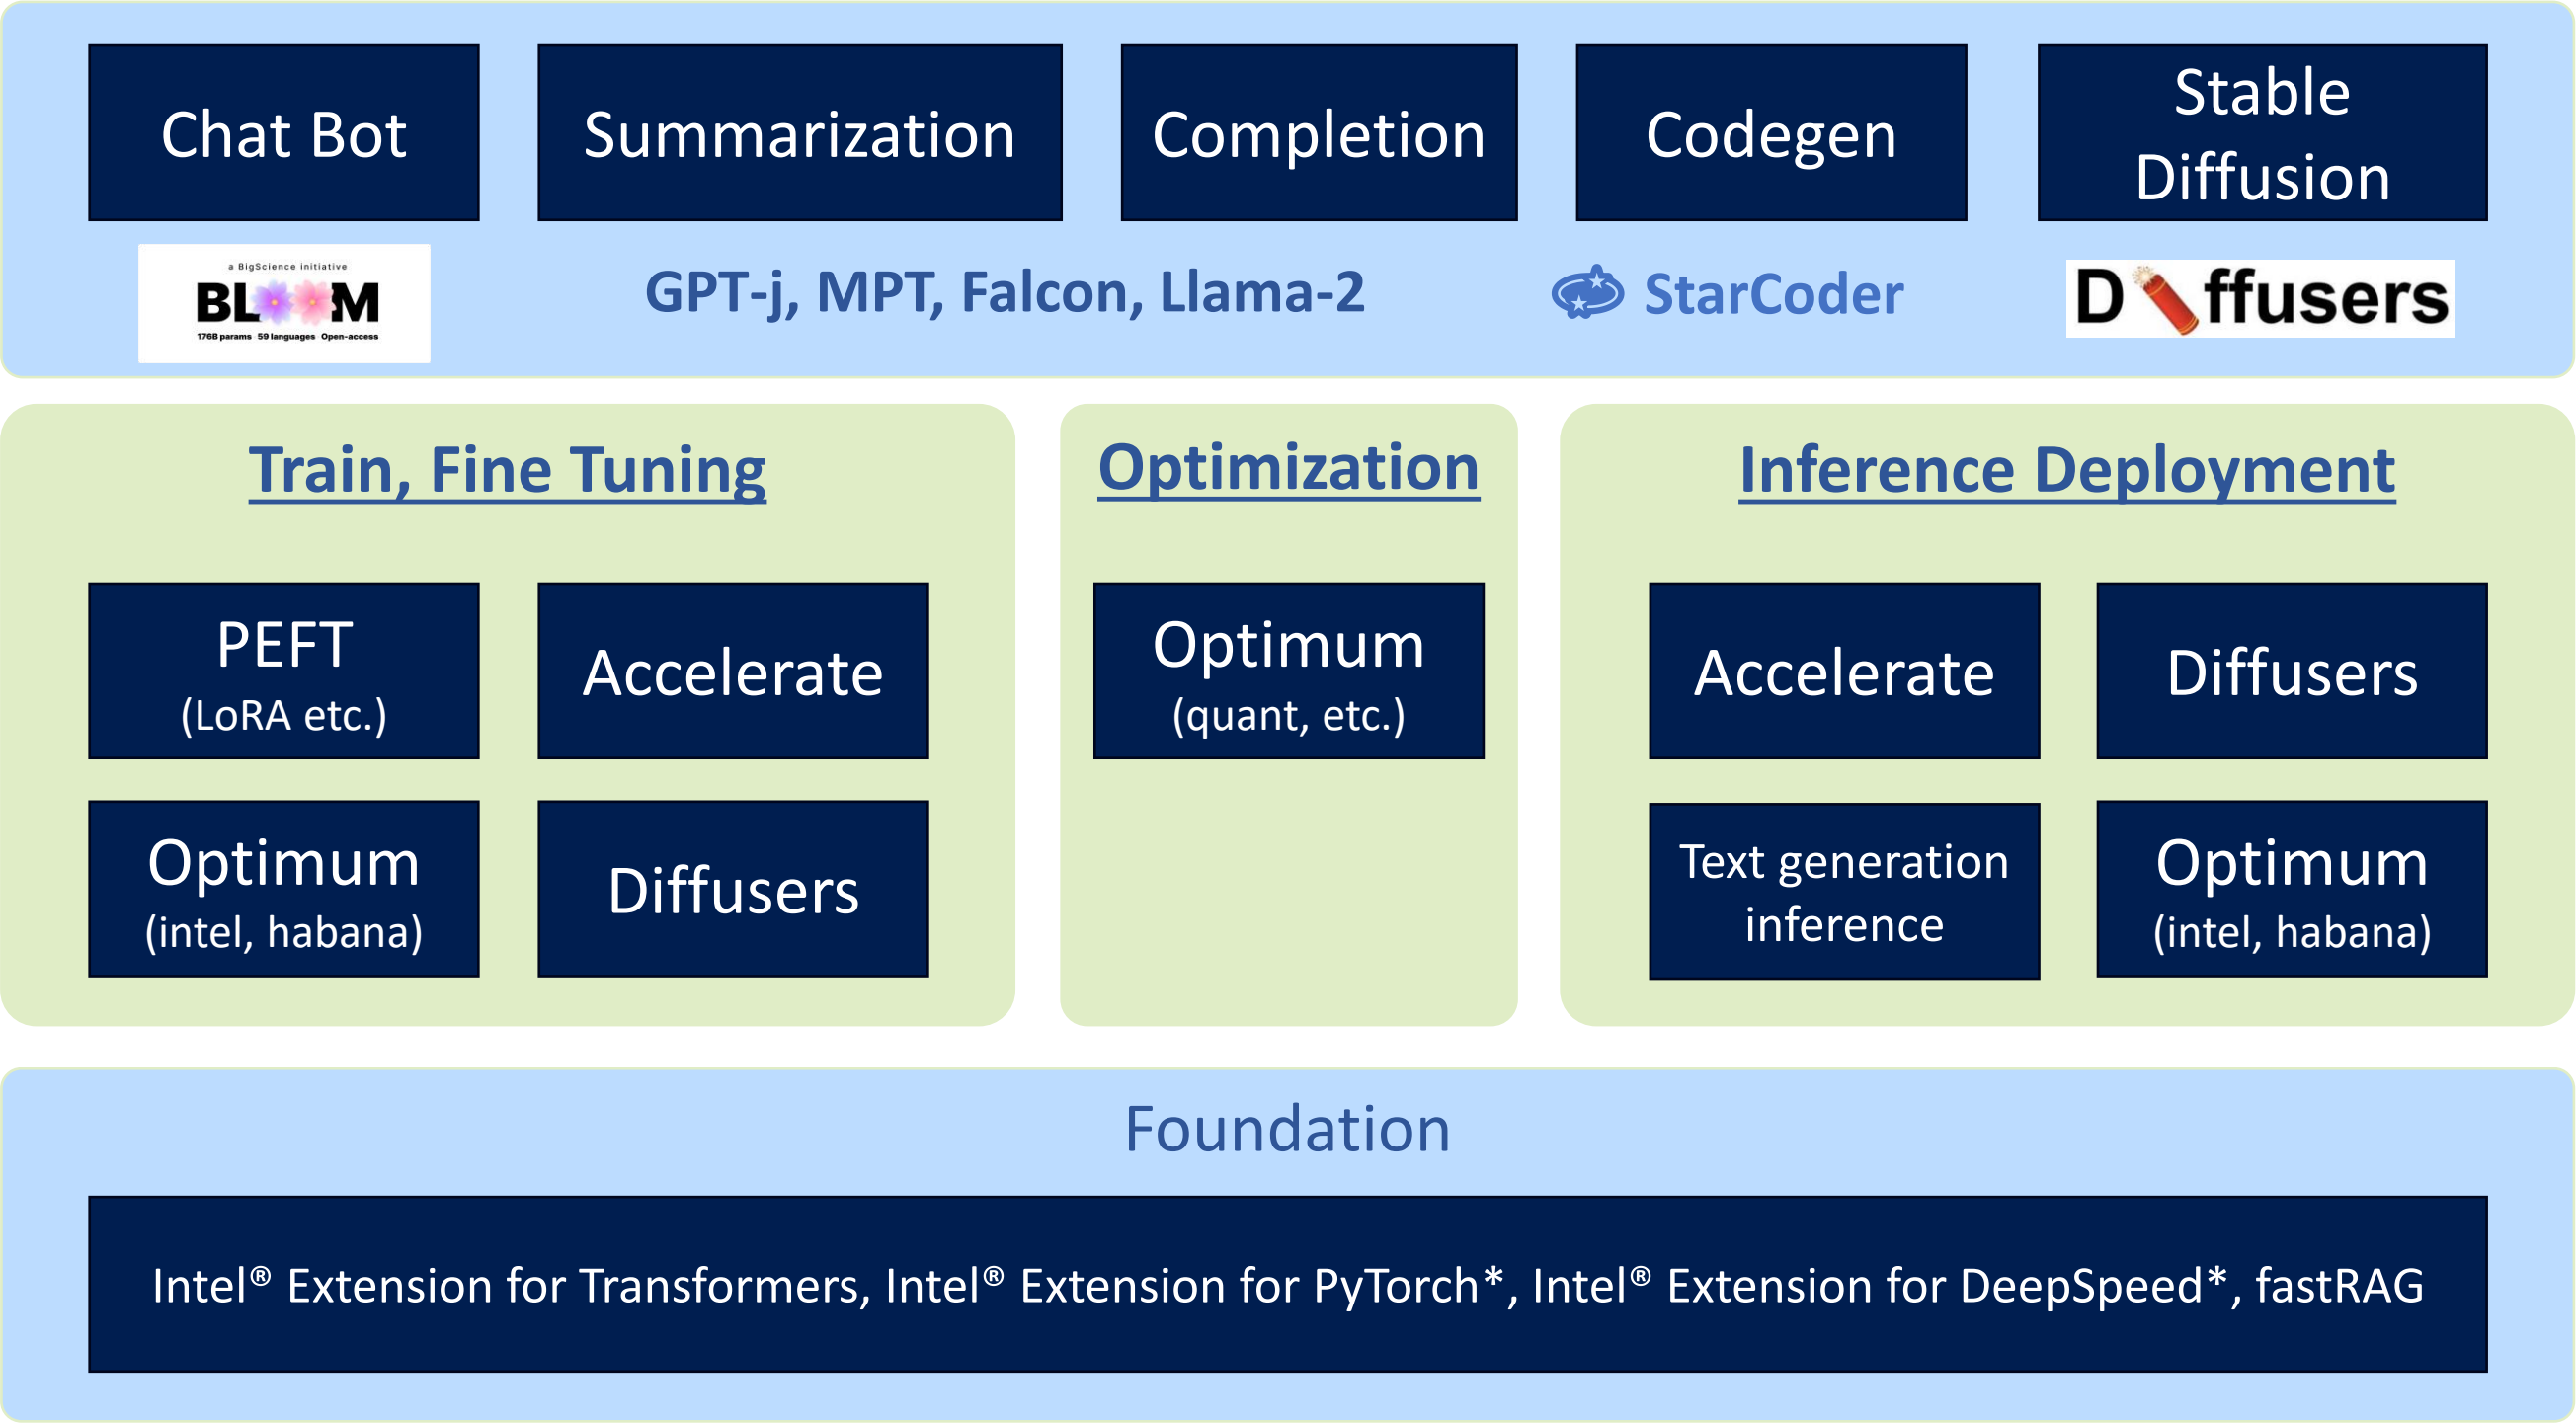 Chat Bot
Summarization
Completion
Codegen
Stable
Diffusion
a BigScience initiative
BLOOM
176B params 59 languages Open-access
GPT-j, MPT, Falcon, Llama-2
StarCoder
Diffusers
Train, Fine Tuning
PEFT
(LoRA etc.)
Accelerate
Optimum
(intel, habana)
Diffusers
Optimization
Optimum
(quant, etc.)
Inference Deployment
Accelerate
Diffusers
Text generation
inference
Optimum
(intel, habana)
Foundation
Intel® Extension for Transformers, Intel® Extension for PyTorch*, Intel® Extension for DeepSpeed*, fastRAG